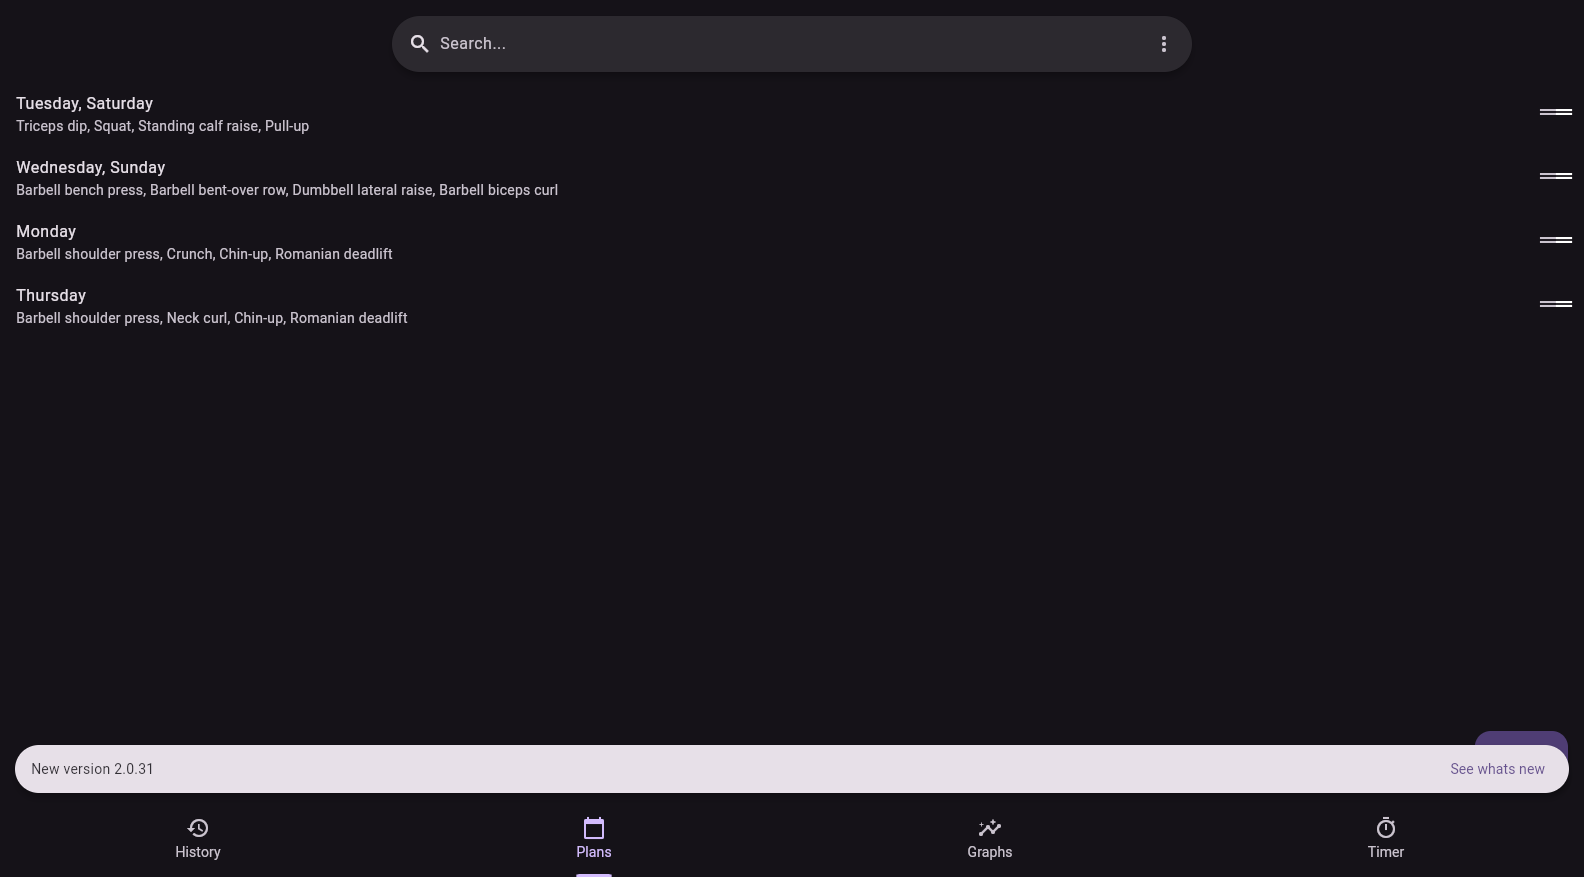 Search...
Tuesday, Saturday
Triceps dip, Squat, Standing calf raise, Pull-up
Wednesday, Sunday
Barbell bench press, Barbell bent-over row, Dumbbell lateral raise, Barbell biceps curl
Monday
Barbell shoulder press, Crunch, Chin-up, Romanian deadlift
Thursday
Barbell shoulder press, Neck curl, Chin-up, Romanian deadlift
New version 2.0.31
See whats new
History
Plans
Graphs
Timer